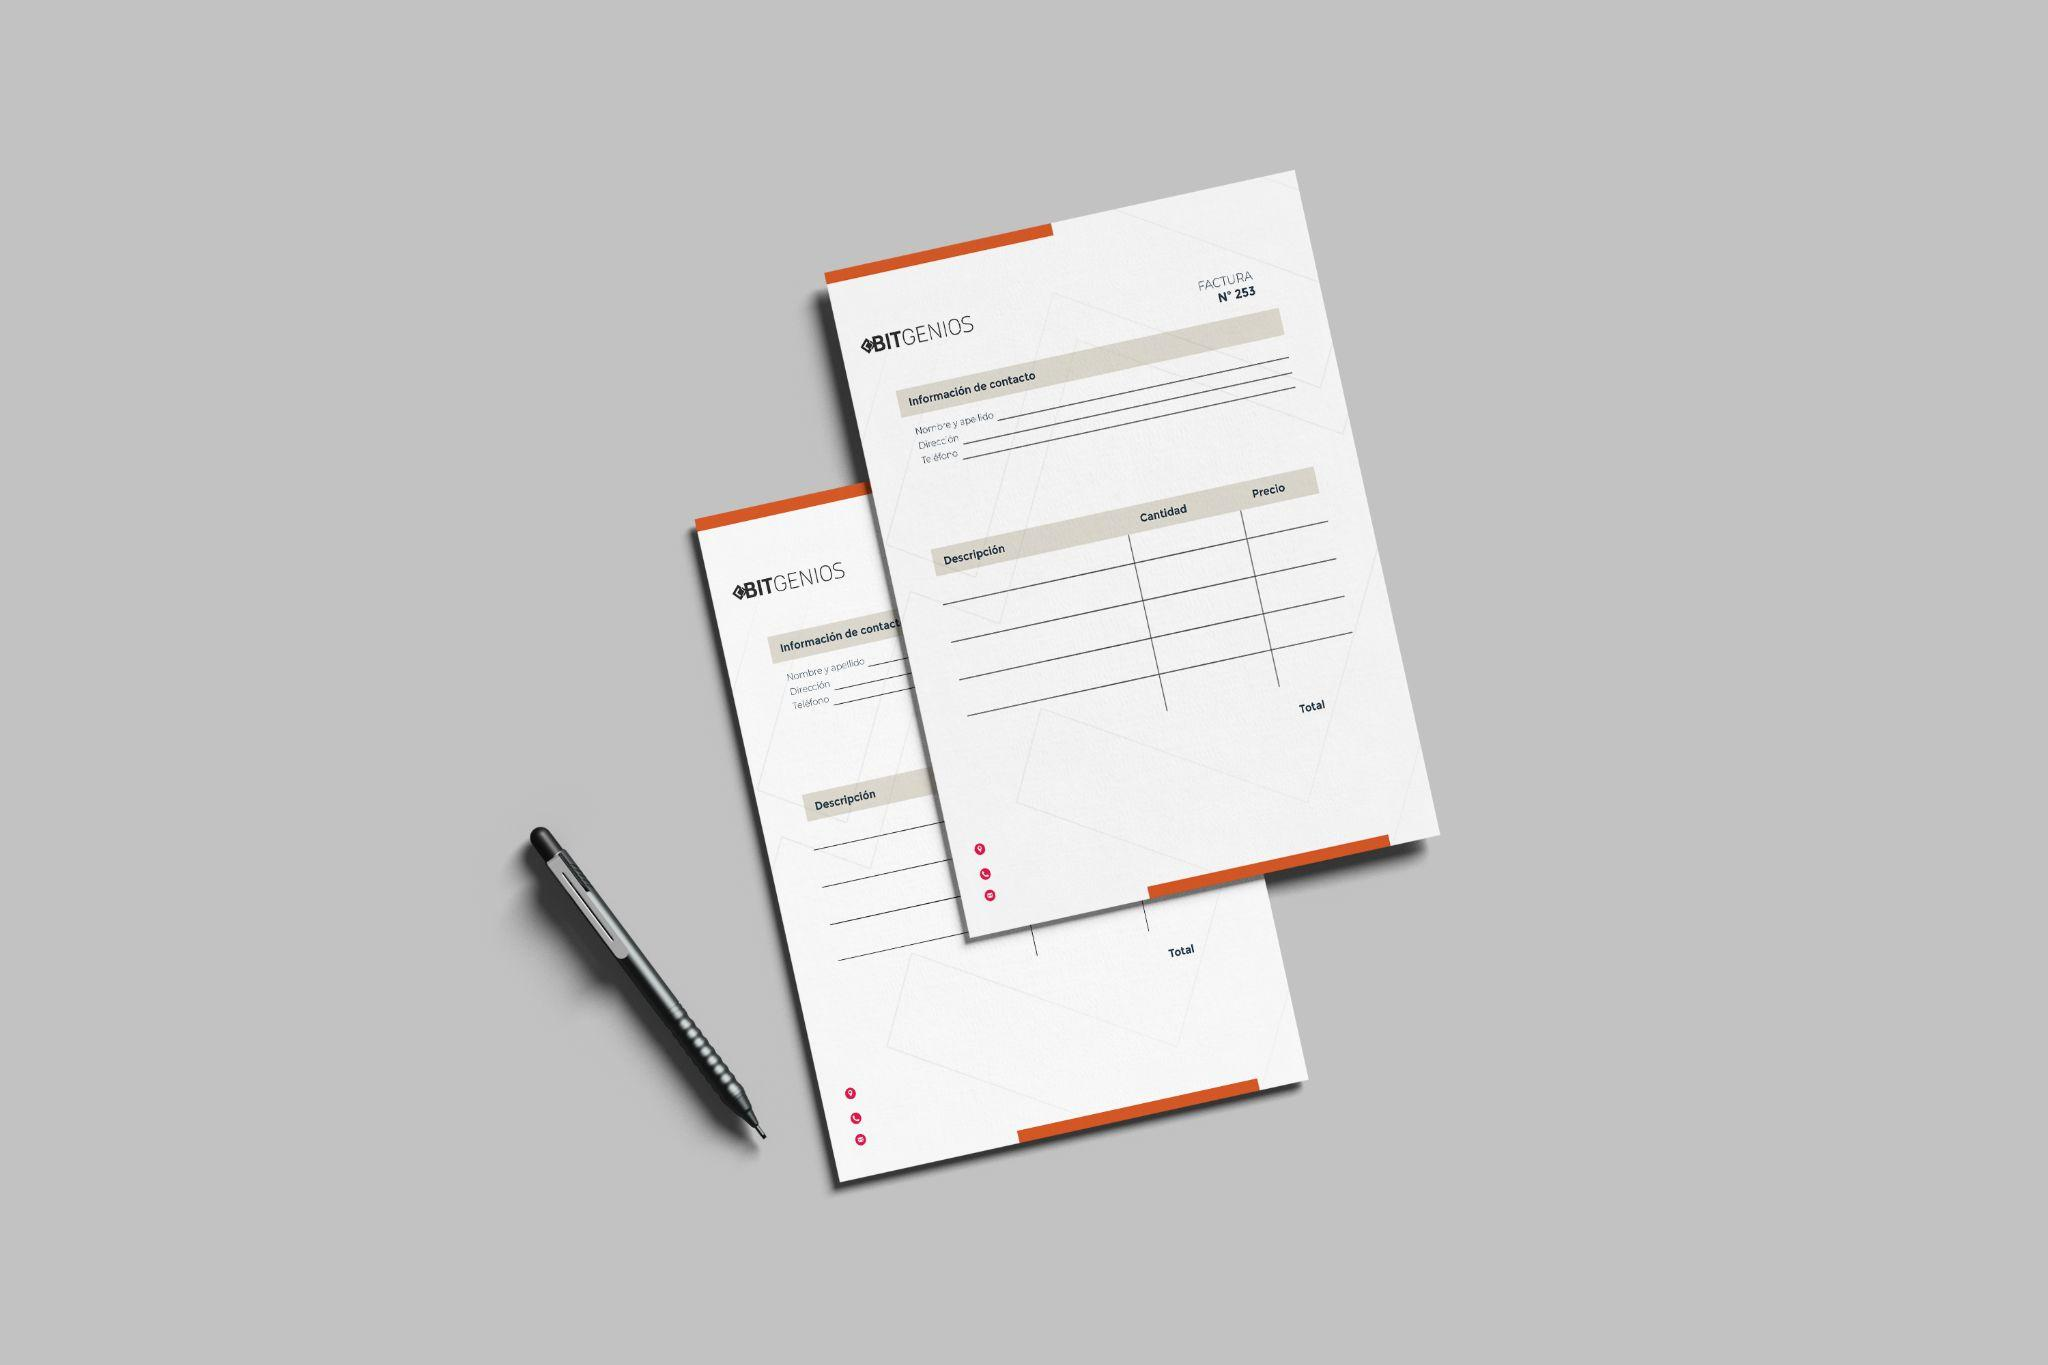 FACTURA
N° 253
BITGENIOS
Información de contacto
Nombre y apellido
Dirección
Teléfono
Descripción Cantidad Precio
Total
BITGENIOS
Información de contact
Nombre y apellido
Dirección
Teléfono
Descripción
Total